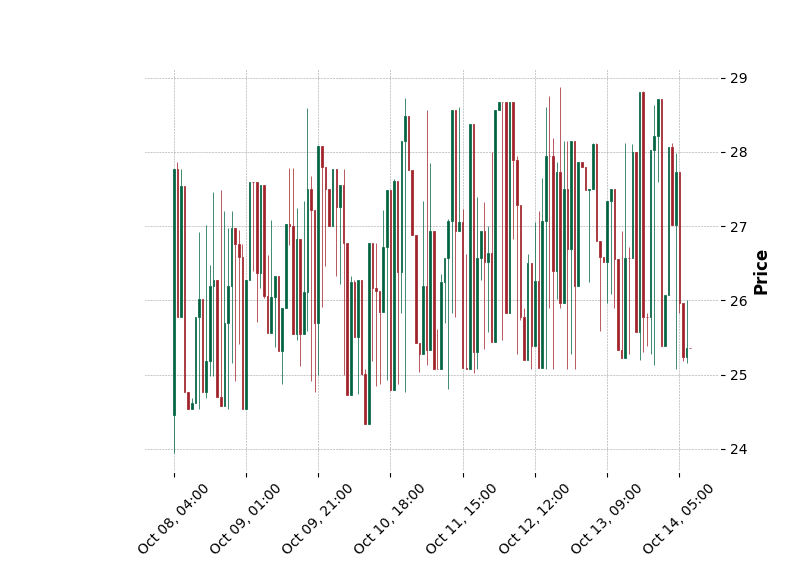 29
28
27
26
25
24
Price
Oct 08, 04:00
Oct 09, 01:00
Oct 09, 21:00
Oct 10, 18:00
Oct 11, 15:00
Oct 12, 12:00
Oct 13, 09:00
Oct 14, 05:00